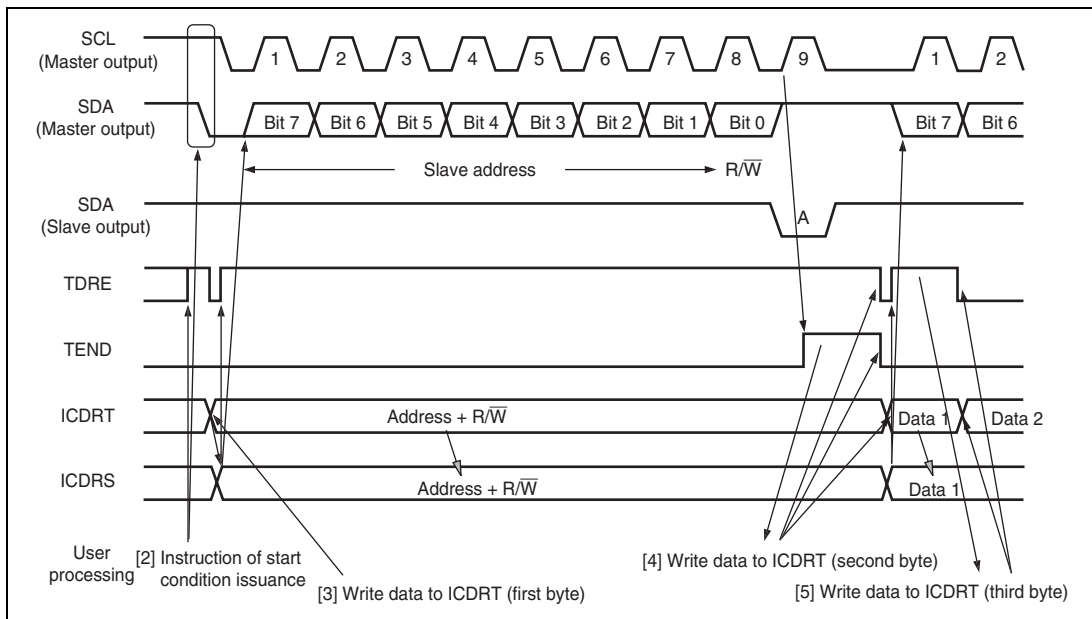 SCL
(Master output)
1 2 3 4 5 6 7 8 9 1 2
SDA
(Master output)
Bit 7 Bit 6 Bit 5 Bit 4 Bit 3 Bit 2 Bit 1 Bit 0 Bit 7 Bit 6
Slave address R/W̅
SDA
(Slave output)
A
TDRE
TEND
ICDRT
Address + R/W̅ Data 1 Data 2
ICDRS
Address + R/W̅ Data 1
User
processing
[2] Instruction of start
condition issuance
[3] Write data to ICDRT (first byte)
[4] Write data to ICDRT (second byte)
[5] Write data to ICDRT (third byte)